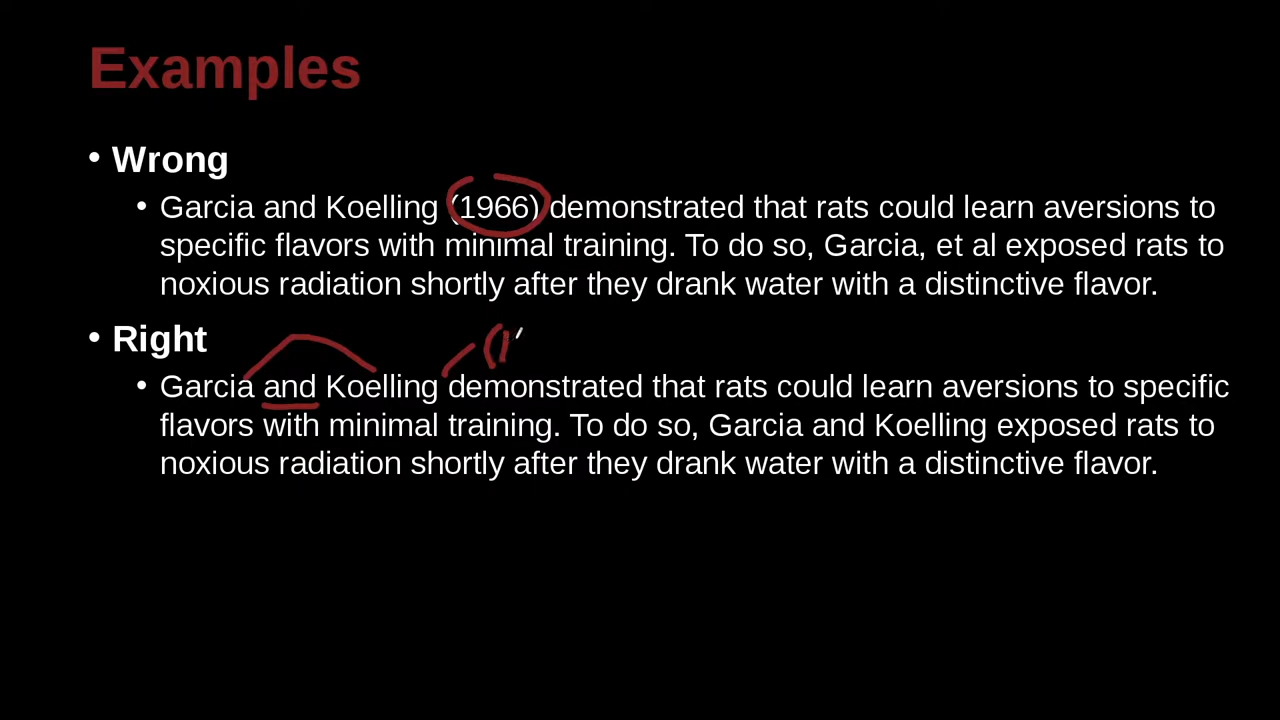 Examples
• Wrong
• Garcia and Koelling (1966) demonstrated that rats could learn aversions to
specific flavors with minimal training. To do so, Garcia, et al exposed rats to
noxious radiation shortly after they drank water with a distinctive flavor.
• Right
(1
• Garcia and Koelling demonstrated that rats could learn aversions to specific
flavors with minimal training. To do so, Garcia and Koelling exposed rats to
noxious radiation shortly after they drank water with a distinctive flavor.